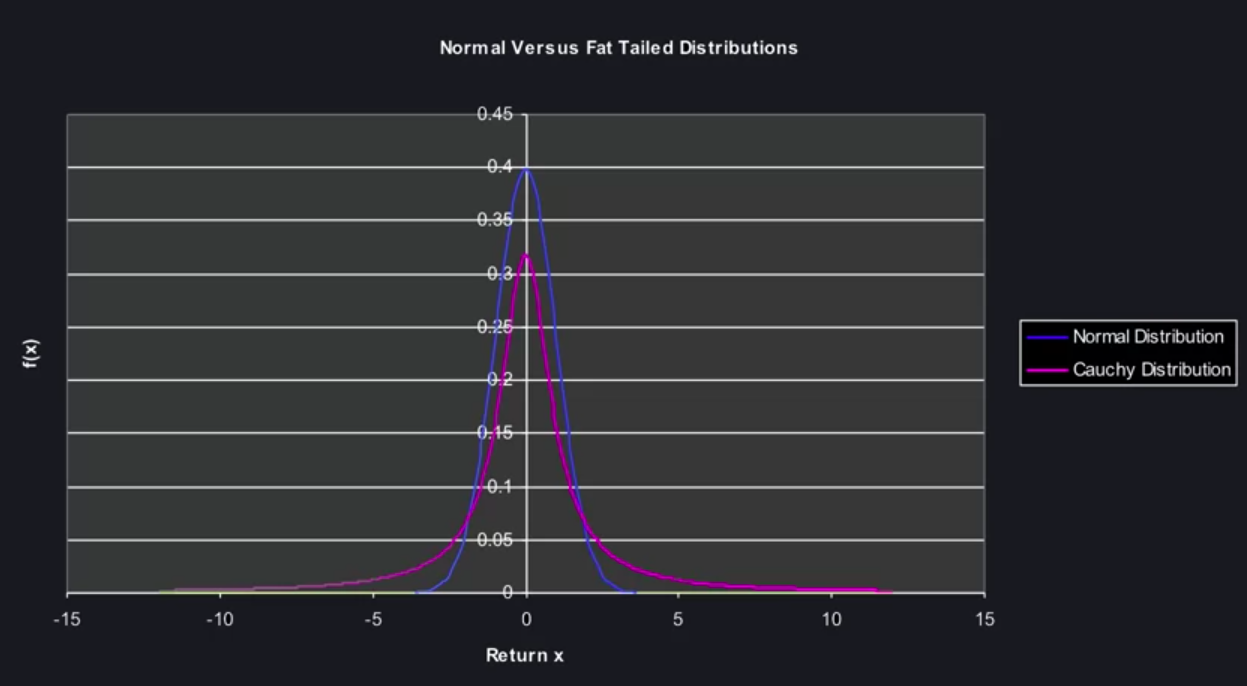 Normal Versus Fat Tailed Distributions
0.45
0.4
0.35
0.3
0.25
0.2
0.15
0.1
0.05
0
-15 -10 -5 0 5 10 15
f(x)
Return x
Normal Distribution
Cauchy Distribution